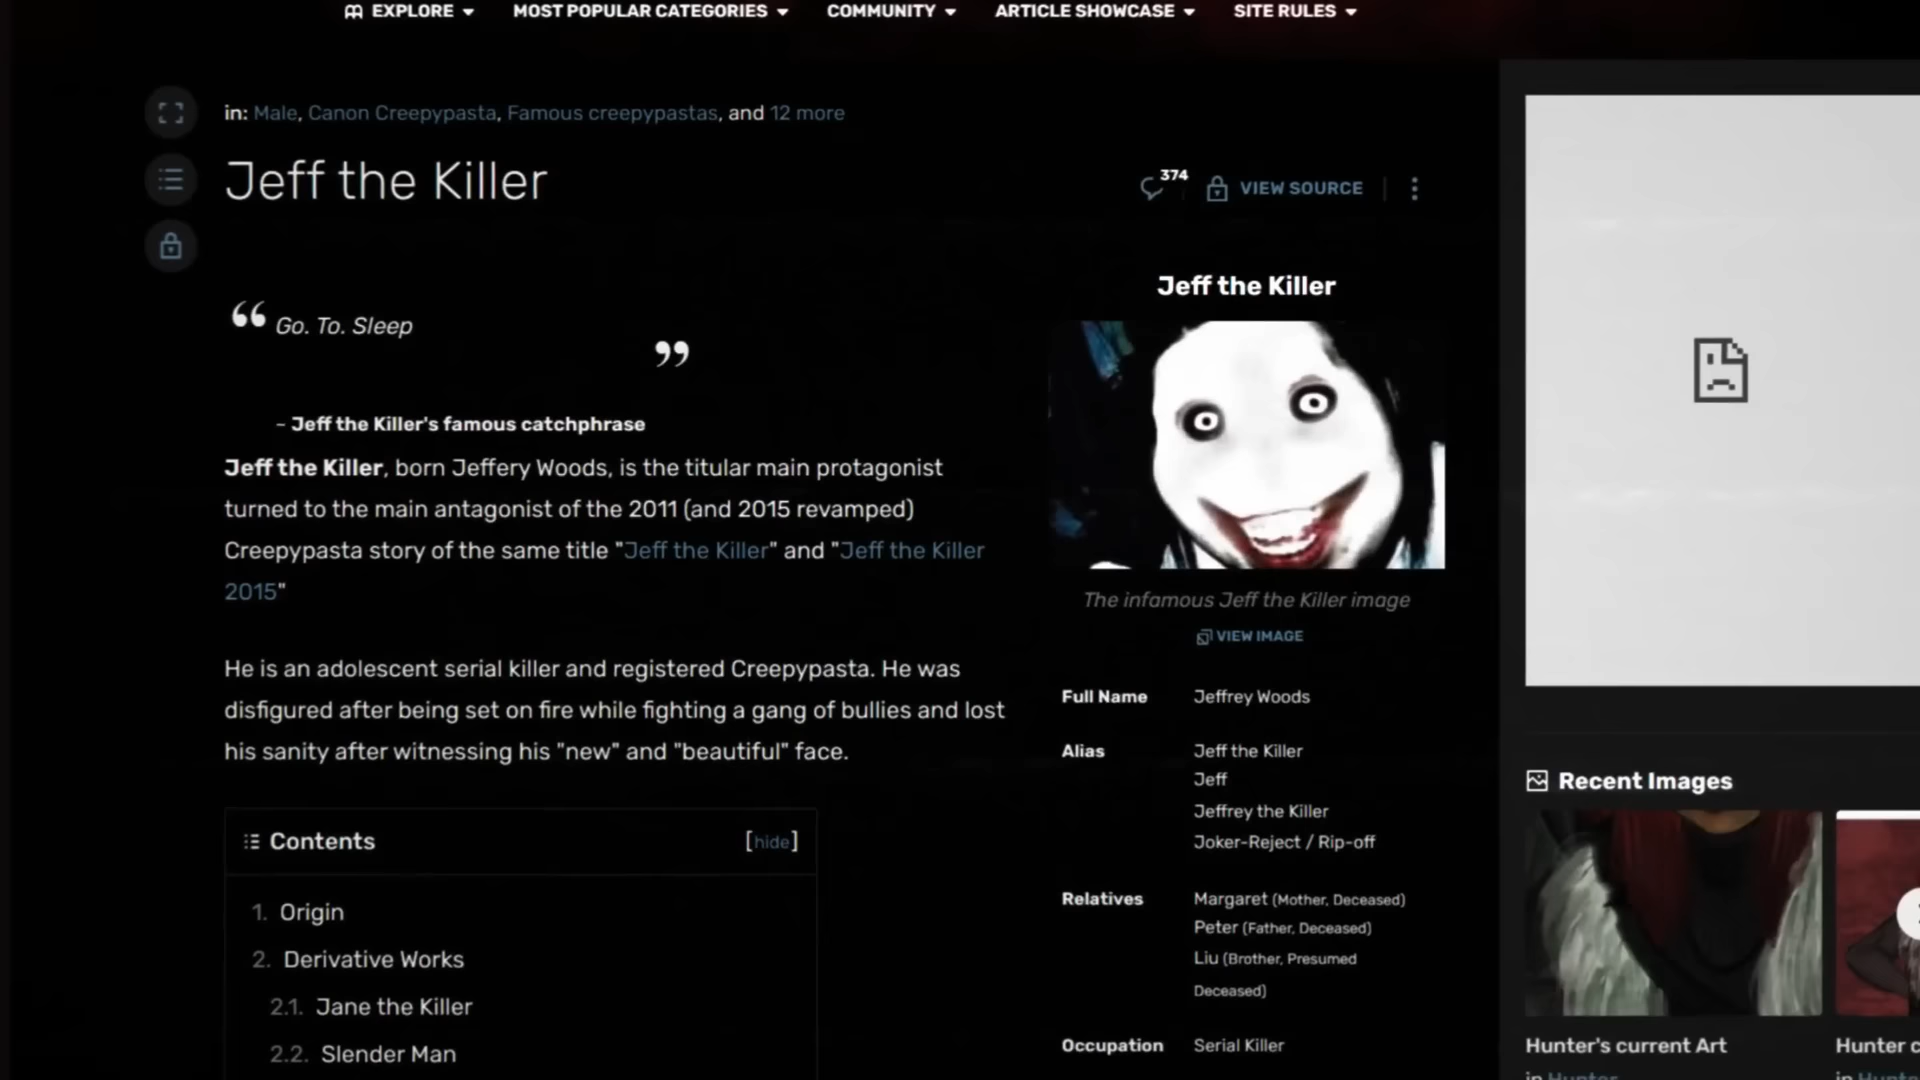 EXPLORE MOST POPULAR CATEGORIES COMMUNITY ARTICLE SHOWCASE SITE RULES
in: Male, Canon Creepypasta, Famous creepypastas, and 12 more
Jeff the Killer
374
VIEW SOURCE
“ Go. To. Sleep
”
~ Jeff the Killer's famous catchphrase
Jeff the Killer, born Jeffery Woods, is the titular main protagonist
turned to the main antagonist of the 2011 (and 2015 revamped)
Creepypasta story of the same title "Jeff the Killer" and "Jeff the Killer
2015"
He is an adolescent serial killer and registered Creepypasta. He was
disfigured after being set on fire while fighting a gang of bullies and lost
his sanity after witnessing his "new" and "beautiful" face.
Contents [hide]
1. Origin
2. Derivative Works
2.1. Jane the Killer
2.2. Slender Man
Jeff the Killer
The infamous Jeff the Killer image
VIEW IMAGE
Full Name Jeffrey Woods
Alias Jeff the Killer
Jeff
Jeffrey the Killer
Joker-Reject / Rip-off
Relatives Margaret (Mother, Deceased)
Peter (Father, Deceased)
Liu (Brother, Presumed
Deceased)
Occupation Serial Killer
Recent Images
Hunter's current Art
Hunter c